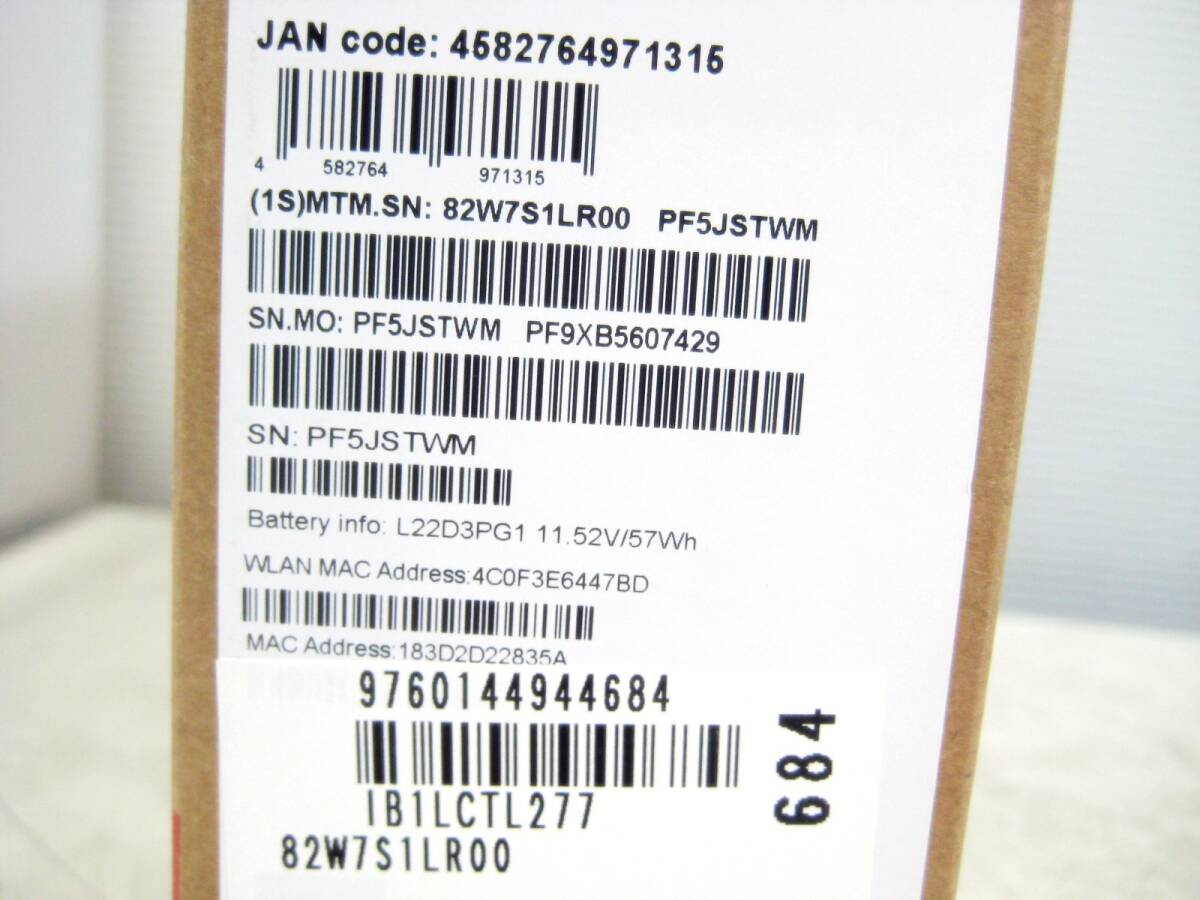 JAN code: 4582764971315
4 582764 971315
(1S)MTM.SN: 82W7S1LR00 PF5JSTWM
SN.MO: PF5JSTWM PF9XB5607429
SN: PF5JSTWM
Battery info: L22D3PG1 11.52V/57Wh
WLAN MAC Address:4C0F3E6447BD
MAC Address:183D2D22835A
9760144944684
684
IB1LCTL277
82W7S1LR00